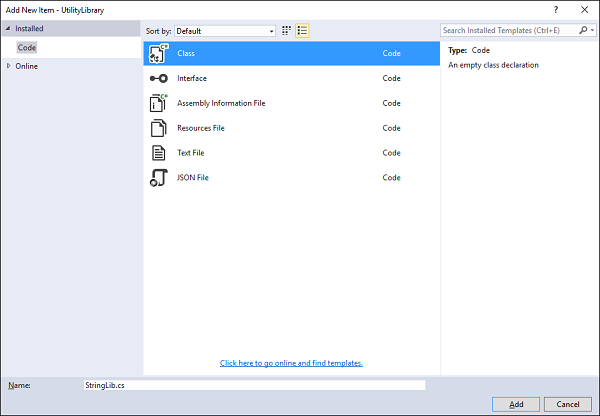 Add New Item - UtilityLibrary
Installed
Sort by: Default
Search Installed Templates (Ctrl+E)
Code
Online
Class Code
Interface Code
Assembly Information File Code
Resources File Code
Text File Code
JSON File Code
Type: Code
An empty class declaration
Click here to go online and find templates.
Name: StringLib.cs
Add Cancel